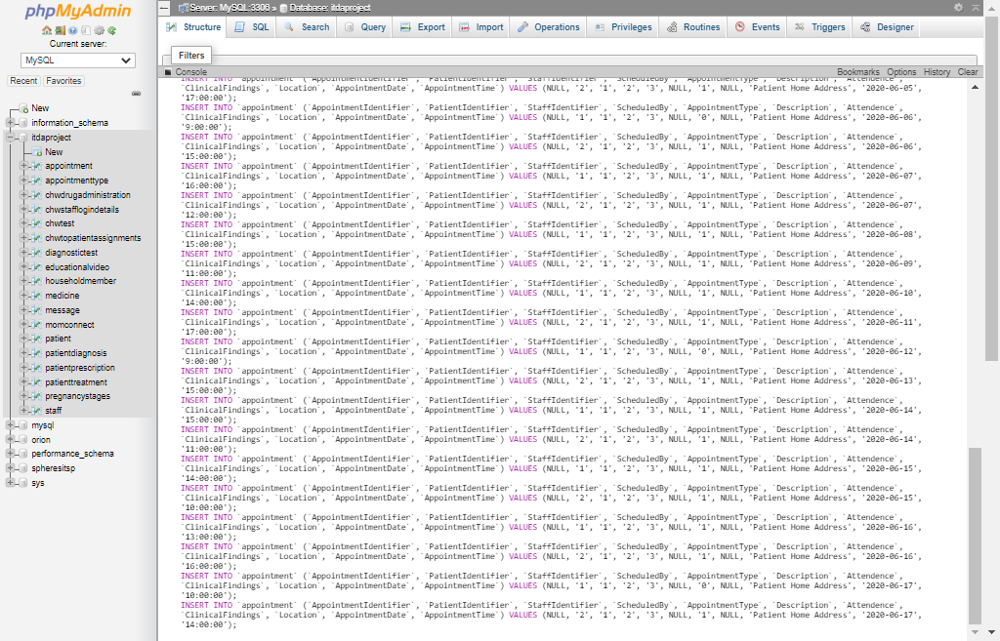 phpMyAdmin
Current server:
MySQL
Recent Favorites
New
information_schema
itdaproject
New
appointment
appointmenttype
chwdrugadministration
chwstafflogindetails
chwtest
chwtopatientassignments
diagnostictest
educationalvideo
householdmember
medicine
message
momconnect
patient
patientdiagnosis
patientprescription
patienttreatment
pregnancystages
staff
mysql
orion
performance_schema
spheresitsp
sys
Server: MySQL:3308 » Database: itdaproject
Structure SQL Search Query Export Import Operations Privileges Routines Events Triggers Designer
Filters
Console Bookmarks Options History Clear
INSERT INTO `appointment` (`AppointmentIdentifier`, `PatientIdentifier`, `StaffIdentifier`, `ScheduledBy`, `AppointmentType`, `Description`, `Attendence`,
`ClinicalFindings`, `Location`, `AppointmentDate`, `AppointmentTime`) VALUES (NULL, '2', '1', '2', '3', NULL, '1', NULL, 'Patient Home Address', '2020-06-05',
'17:00:00');
INSERT INTO `appointment` (`AppointmentIdentifier`, `PatientIdentifier`, `StaffIdentifier`, `ScheduledBy`, `AppointmentType`, `Description`, `Attendence`,
`ClinicalFindings`, `Location`, `AppointmentDate`, `AppointmentTime`) VALUES (NULL, '1', '1', '2', '3', NULL, '0', NULL, 'Patient Home Address', '2020-06-06',
'9:00:00');
INSERT INTO `appointment` (`AppointmentIdentifier`, `PatientIdentifier`, `StaffIdentifier`, `ScheduledBy`, `AppointmentType`, `Description`, `Attendence`,
`ClinicalFindings`, `Location`, `AppointmentDate`, `AppointmentTime`) VALUES (NULL, '2', '1', '2', '3', NULL, '1', NULL, 'Patient Home Address', '2020-06-06',
'15:00:00');
INSERT INTO `appointment` (`AppointmentIdentifier`, `PatientIdentifier`, `StaffIdentifier`, `ScheduledBy`, `AppointmentType`, `Description`, `Attendence`,
`ClinicalFindings`, `Location`, `AppointmentDate`, `AppointmentTime`) VALUES (NULL, '1', '1', '2', '3', NULL, '1', NULL, 'Patient Home Address', '2020-06-07',
'16:00:00');
INSERT INTO `appointment` (`AppointmentIdentifier`, `PatientIdentifier`, `StaffIdentifier`, `ScheduledBy`, `AppointmentType`, `Description`, `Attendence`,
`ClinicalFindings`, `Location`, `AppointmentDate`, `AppointmentTime`) VALUES (NULL, '2', '1', '2', '3', NULL, '1', NULL, 'Patient Home Address', '2020-06-07',
'12:00:00');
INSERT INTO `appointment` (`AppointmentIdentifier`, `PatientIdentifier`, `StaffIdentifier`, `ScheduledBy`, `AppointmentType`, `Description`, `Attendence`,
`ClinicalFindings`, `Location`, `AppointmentDate`, `AppointmentTime`) VALUES (NULL, '1', '1', '2', '3', NULL, '1', NULL, 'Patient Home Address', '2020-06-08',
'15:00:00');
INSERT INTO `appointment` (`AppointmentIdentifier`, `PatientIdentifier`, `StaffIdentifier`, `ScheduledBy`, `AppointmentType`, `Description`, `Attendence`,
`ClinicalFindings`, `Location`, `AppointmentDate`, `AppointmentTime`) VALUES (NULL, '2', '1', '2', '3', NULL, '1', NULL, 'Patient Home Address', '2020-06-09',
'11:00:00');
INSERT INTO `appointment` (`AppointmentIdentifier`, `PatientIdentifier`, `StaffIdentifier`, `ScheduledBy`, `AppointmentType`, `Description`, `Attendence`,
`ClinicalFindings`, `Location`, `AppointmentDate`, `AppointmentTime`) VALUES (NULL, '1', '1', '2', '3', NULL, '1', NULL, 'Patient Home Address', '2020-06-10',
'14:00:00');
INSERT INTO `appointment` (`AppointmentIdentifier`, `PatientIdentifier`, `StaffIdentifier`, `ScheduledBy`, `AppointmentType`, `Description`, `Attendence`,
`ClinicalFindings`, `Location`, `AppointmentDate`, `AppointmentTime`) VALUES (NULL, '2', '1', '2', '3', NULL, '1', NULL, 'Patient Home Address', '2020-06-11',
'17:00:00');
INSERT INTO `appointment` (`AppointmentIdentifier`, `PatientIdentifier`, `StaffIdentifier`, `ScheduledBy`, `AppointmentType`, `Description`, `Attendence`,
`ClinicalFindings`, `Location`, `AppointmentDate`, `AppointmentTime`) VALUES (NULL, '1', '1', '2', '3', NULL, '0', NULL, 'Patient Home Address', '2020-06-12',
'9:00:00');
INSERT INTO `appointment` (`AppointmentIdentifier`, `PatientIdentifier`, `StaffIdentifier`, `ScheduledBy`, `AppointmentType`, `Description`, `Attendence`,
`ClinicalFindings`, `Location`, `AppointmentDate`, `AppointmentTime`) VALUES (NULL, '2', '1', '2', '3', NULL, '1', NULL, 'Patient Home Address', '2020-06-13',
'15:00:00');
INSERT INTO `appointment` (`AppointmentIdentifier`, `PatientIdentifier`, `StaffIdentifier`, `ScheduledBy`, `AppointmentType`, `Description`, `Attendence`,
`ClinicalFindings`, `Location`, `AppointmentDate`, `AppointmentTime`) VALUES (NULL, '1', '1', '2', '3', NULL, '1', NULL, 'Patient Home Address', '2020-06-14',
'15:00:00');
INSERT INTO `appointment` (`AppointmentIdentifier`, `PatientIdentifier`, `StaffIdentifier`, `ScheduledBy`, `AppointmentType`, `Description`, `Attendence`,
`ClinicalFindings`, `Location`, `AppointmentDate`, `AppointmentTime`) VALUES (NULL, '2', '1', '2', '3', NULL, '1', NULL, 'Patient Home Address', '2020-06-14',
'11:00:00');
INSERT INTO `appointment` (`AppointmentIdentifier`, `PatientIdentifier`, `StaffIdentifier`, `ScheduledBy`, `AppointmentType`, `Description`, `Attendence`,
`ClinicalFindings`, `Location`, `AppointmentDate`, `AppointmentTime`) VALUES (NULL, '1', '1', '2', '3', NULL, '1', NULL, 'Patient Home Address', '2020-06-15',
'14:00:00');
INSERT INTO `appointment` (`AppointmentIdentifier`, `PatientIdentifier`, `StaffIdentifier`, `ScheduledBy`, `AppointmentType`, `Description`, `Attendence`,
`ClinicalFindings`, `Location`, `AppointmentDate`, `AppointmentTime`) VALUES (NULL, '2', '1', '2', '3', NULL, '1', NULL, 'Patient Home Address', '2020-06-15',
'10:00:00');
INSERT INTO `appointment` (`AppointmentIdentifier`, `PatientIdentifier`, `StaffIdentifier`, `ScheduledBy`, `AppointmentType`, `Description`, `Attendence`,
`ClinicalFindings`, `Location`, `AppointmentDate`, `AppointmentTime`) VALUES (NULL, '1', '1', '2', '3', NULL, '1', NULL, 'Patient Home Address', '2020-06-16',
'13:00:00');
INSERT INTO `appointment` (`AppointmentIdentifier`, `PatientIdentifier`, `StaffIdentifier`, `ScheduledBy`, `AppointmentType`, `Description`, `Attendence`,
`ClinicalFindings`, `Location`, `AppointmentDate`, `AppointmentTime`) VALUES (NULL, '2', '1', '2', '3', NULL, '1', NULL, 'Patient Home Address', '2020-06-16',
'16:00:00');
INSERT INTO `appointment` (`AppointmentIdentifier`, `PatientIdentifier`, `StaffIdentifier`, `ScheduledBy`, `AppointmentType`, `Description`, `Attendence`,
`ClinicalFindings`, `Location`, `AppointmentDate`, `AppointmentTime`) VALUES (NULL, '1', '1', '2', '3', NULL, '0', NULL, 'Patient Home Address', '2020-06-17',
'10:00:00');
INSERT INTO `appointment` (`AppointmentIdentifier`, `PatientIdentifier`, `StaffIdentifier`, `ScheduledBy`, `AppointmentType`, `Description`, `Attendence`,
`ClinicalFindings`, `Location`, `AppointmentDate`, `AppointmentTime`) VALUES (NULL, '2', '1', '2', '3', NULL, '1', NULL, 'Patient Home Address', '2020-06-17',
'14:00:00');